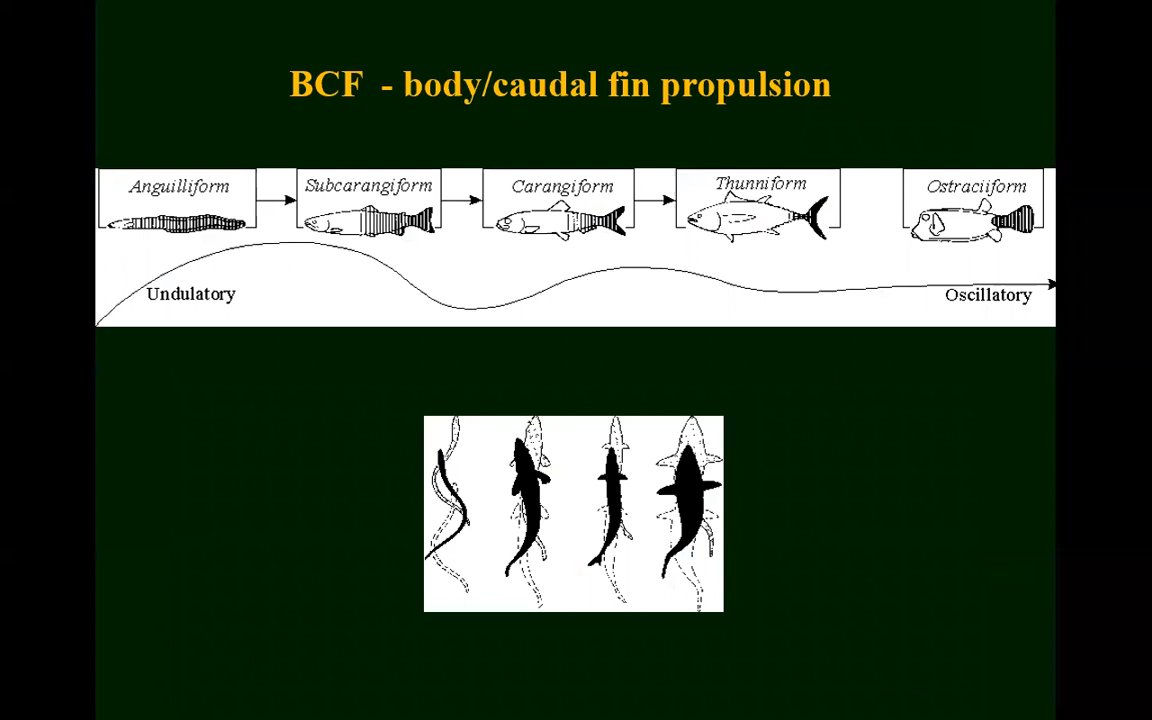 BCF - body/caudal fin propulsion
Anguilliform
Subcarangiform
Carangiform
Thunniform
Ostraciiform
Undulatory
Oscillatory